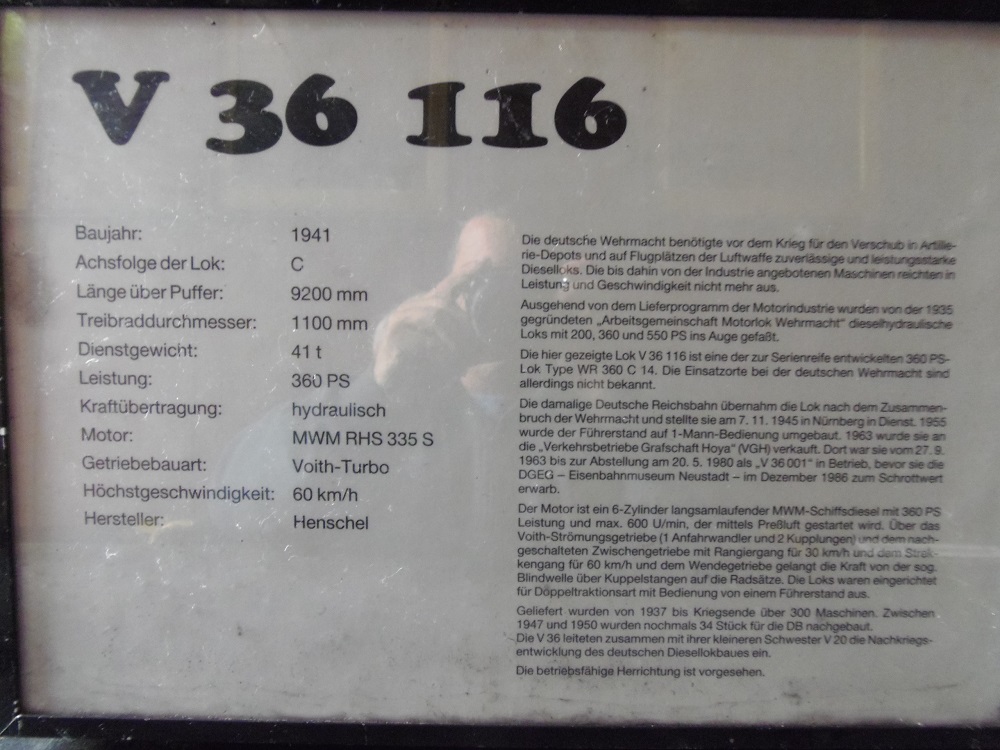 V 36 116
Baujahr: 1941
Achsfolge der Lok: C
Länge über Puffer: 9200 mm
Treibraddurchmesser: 1100 mm
Dienstgewicht: 41 t
Leistung: 360 PS
Kraftübertragung: hydraulisch
Motor: MWM RHS 335 S
Getriebebauart: Voith-Turbo
Höchstgeschwindigkeit: 60 km/h
Hersteller: Henschel
Die deutsche Wehrmacht benötigte vor dem Krieg für den Verschub in Artille-
rie-Depots und auf Flugplätzen der Luftwaffe zuverlässige und leistungsstarke
Dieselloks. Die bis dahin von der Industrie angebotenen Maschinen reichten in
Leistung und Geschwindigkeit nicht mehr aus.
Ausgehend von dem Lieferprogramm der Motorindustrie wurden von der 1935
gegründeten „Arbeitsgemeinschaft Motorlok Wehrmacht" dieselhydraulische
Loks mit 200, 360 und 550 PS ins Auge gefaßt.
Die hier gezeigte Lok V 36 116 ist eine der zur Serienreife entwickelten 360 PS-
Lok Type WR 360 C 14. Die Einsatzorte bei der deutschen Wehrmacht sind
allerdings nicht bekannt.
Die damalige Deutsche Reichsbahn übernahm die Lok nach dem Zusammen-
bruch der Wehrmacht und stellte sie am 7. 11. 1945 in Nürnberg in Dienst. 1955
wurde der Führerstand auf 1-Mann-Bedienung umgebaut. 1963 wurde sie an
die „Verkehrsbetriebe Grafschaft Hoya" (VGH) verkauft. Dort war sie vom 27. 9.
1963 bis zur Abstellung am 20. 5. 1980 als „V 36 001" in Betrieb, bevor sie die
DGEG – Eisenbahnmuseum Neustadt – im Dezember 1986 zum Schrottwert
erwarb.
Der Motor ist ein 6-Zylinder langsamlaufender MWM-Schiffsdiesel mit 360 PS
Leistung und max. 600 U/min, der mittels Preßluft gestartet wird. Über das
Voith-Strömungsgetriebe (1 Anfahrwandler und 2 Kupplungen) und dem nach-
geschalteten Zwischengetriebe mit Rangiergang für 30 km/h und dem Strek-
kengang für 60 km/h und dem Wendegetriebe gelangt die Kraft von der sog.
Blindwelle über Kuppelstangen auf die Radsätze. Die Loks waren eingerichtet
für Doppeltraktionsart mit Bedienung von einem Führerstand aus.
Geliefert wurden von 1937 bis Kriegsende über 300 Maschinen. Zwischen
1947 und 1950 wurden nochmals 34 Stück für die DB nachgebaut.
Die V 36 leiteten zusammen mit ihrer kleineren Schwester V 20 die Nachkriegs-
entwicklung des deutschen Diesellokbaues ein.
Die betriebsfähige Herrichtung ist vorgesehen.